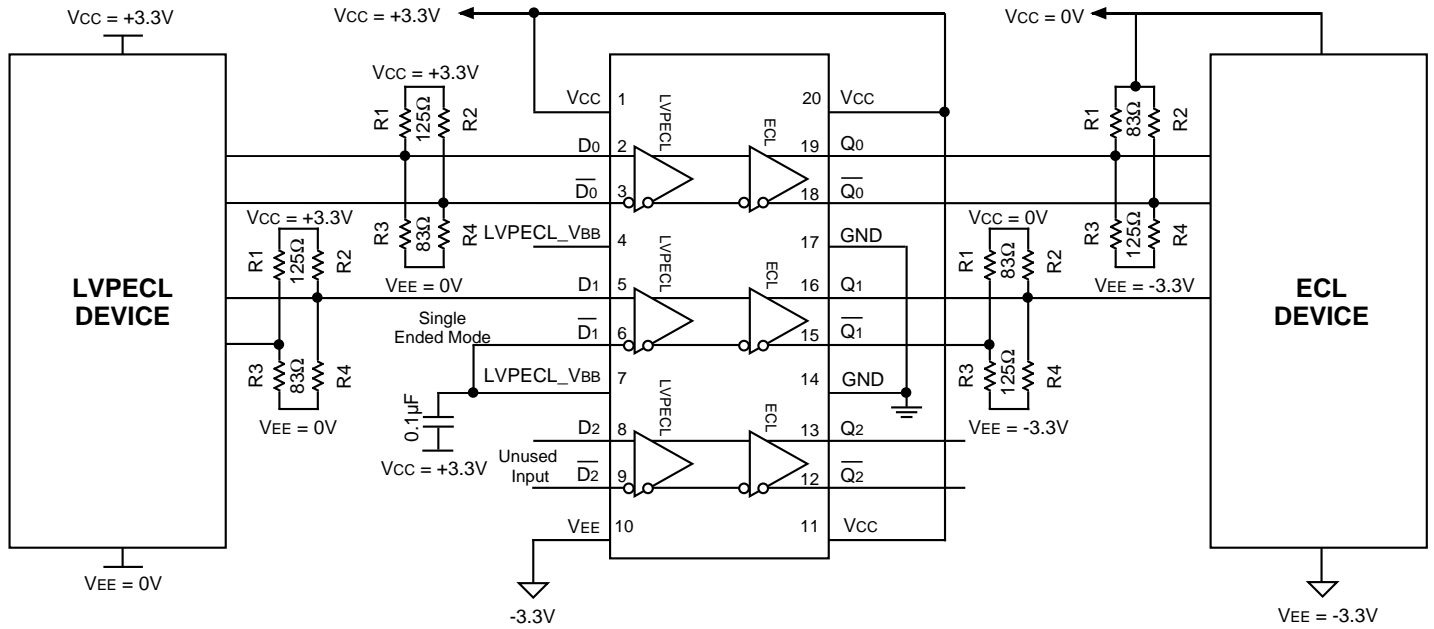 VCC = +3.3V
LVPECL
DEVICE
VEE = 0V
VCC = +3.3V
R1
125Ω
R2
R3
83Ω
R4
VEE = 0V
VCC = +3.3V
R1
125Ω
R2
R3
83Ω
R4
VEE = 0V
VCC = +3.3V
VCC
D0
D0
LVPECL_VBB
D1
Single
Ended Mode
D1
LVPECL_VBB
0.1µF
VCC = +3.3V
D2
Unused
Input
D2
VEE
-3.3V
1
2
3
4
5
6
7
8
9
10
LVPECL
ECL
LVPECL
ECL
LVPECL
ECL
20
19
18
17
16
15
14
13
12
11
VCC
Q0
Q0
GND
Q1
Q1
GND
Q2
Q2
VCC
VCC = 0V
R1
83Ω
R2
R3
125Ω
R4
VEE = -3.3V
VCC = 0V
R1
83Ω
R2
R3
125Ω
R4
VEE = -3.3V
ECL
DEVICE
VEE = -3.3V